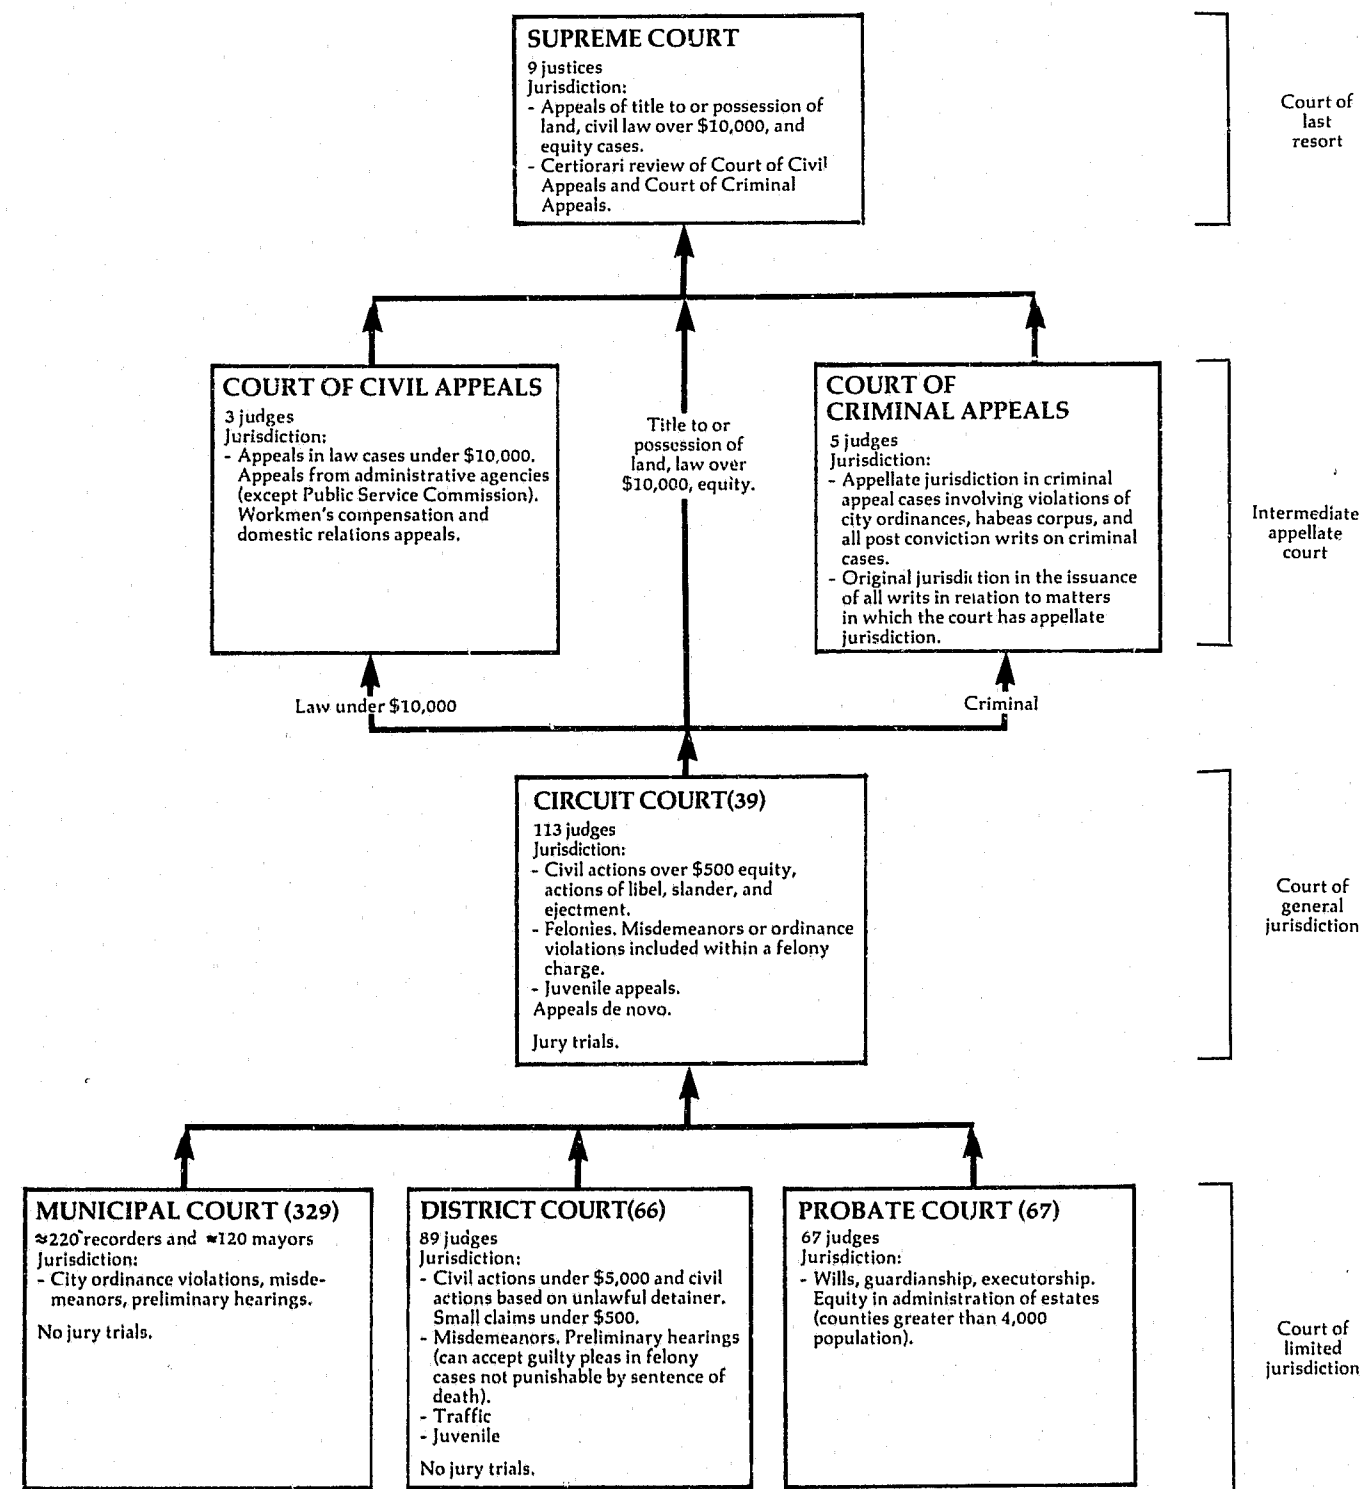 SUPREME COURT
9 justices
Jurisdiction:
- Appeals of title to or possession of
land, civil law over $10,000, and
equity cases.
- Certiorari review of Court of Civil
Appeals and Court of Criminal
Appeals.
Court of
last
resort
COURT OF CIVIL APPEALS
3 judges
Jurisdiction:
- Appeals in law cases under $10,000.
Appeals from administrative agencies
(except Public Service Commission).
Workmen's compensation and
domestic relations appeals.
Title to or
possession of
land, law over
$10,000, equity.
COURT OF
CRIMINAL APPEALS
5 judges
Jurisdiction:
- Appellate jurisdiction in criminal
appeal cases involving violations of
city ordinances, habeas corpus, and
all post conviction writs on criminal
cases.
- Original jurisdiction in the issuance
of all writs in relation to matters
in which the court has appellate
jurisdiction.
Intermediate
appellate
court
Law under $10,000
Criminal
CIRCUIT COURT(39)
113 judges
Jurisdiction:
- Civil actions over $500 equity,
actions of libel, slander, and
ejectment.
- Felonies. Misdemeanors or ordinance
violations included within a felony
charge.
- Juvenile appeals.
Appeals de novo.
Jury trials.
Court of
general
jurisdiction
MUNICIPAL COURT (329)
≈220 recorders and ≈120 mayors
Jurisdiction:
- City ordinance violations, misde-
meanors, preliminary hearings.
No jury trials.
DISTRICT COURT(66)
89 judges
Jurisdiction:
- Civil actions under $5,000 and civil
actions based on unlawful detainer.
Small claims under $500.
- Misdemeanors. Preliminary hearings
(can accept guilty pleas in felony
cases not punishable by sentence of
death).
- Traffic
- Juvenile
No jury trials.
PROBATE COURT (67)
67 judges
Jurisdiction:
- Wills, guardianship, executorship.
Equity in administration of estates
(counties greater than 4,000
population).
Court of
limited
jurisdiction